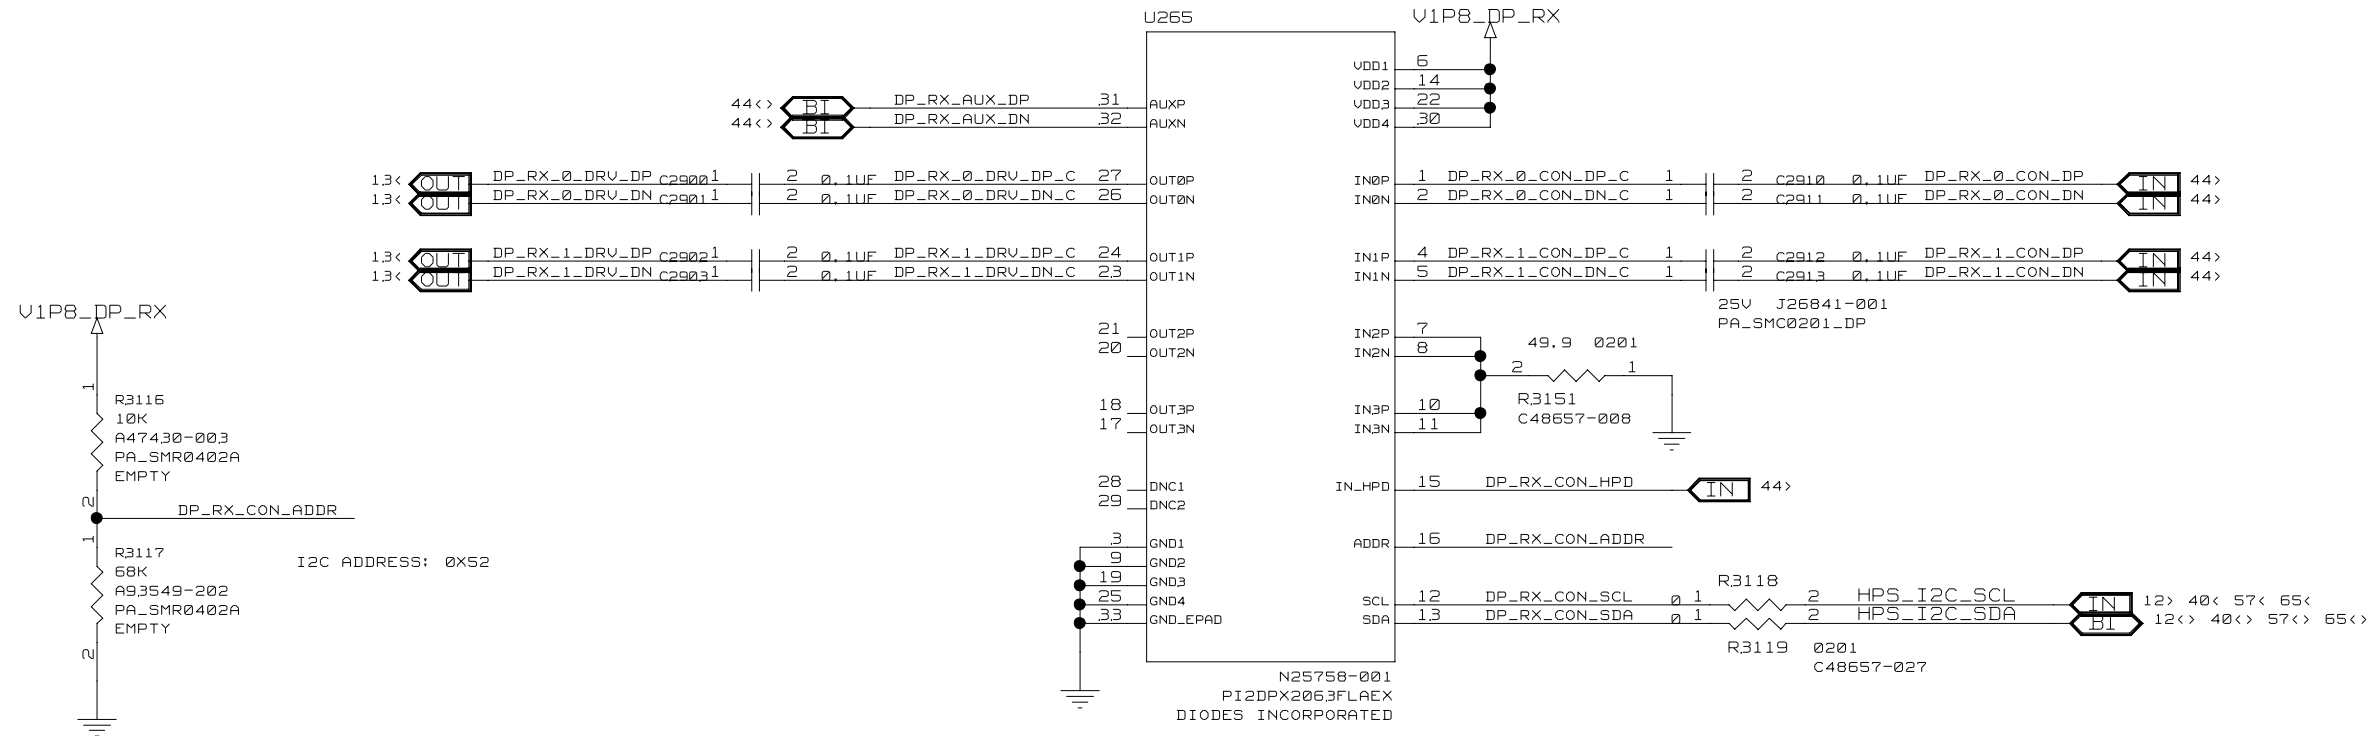 U265
V1P8_DP_RX
VDD1 6
VDD2 14
VDD3 22
VDD4 30
44<> BI DP_RX_AUX_DP 31 AUXP
44<> BI DP_RX_AUX_DN 32 AUXN
13< OUT DP_RX_0_DRV_DP C2900 1 2 0.1UF DP_RX_0_DRV_DP_C 27 OUT0P
13< OUT DP_RX_0_DRV_DN C2901 1 2 0.1UF DP_RX_0_DRV_DN_C 26 OUT0N
13< OUT DP_RX_1_DRV_DP C2902 1 2 0.1UF DP_RX_1_DRV_DP_C 24 OUT1P
13< OUT DP_RX_1_DRV_DN C2903 1 2 0.1UF DP_RX_1_DRV_DN_C 23 OUT1N
21 OUT2P
20 OUT2N
18 OUT3P
17 OUT3N
28 DNC1
29 DNC2
3 GND1
9 GND2
19 GND3
25 GND4
33 GND_EPAD
IN0P 1 DP_RX_0_CON_DP_C 1 2 C2910 0.1UF DP_RX_0_CON_DP IN 44>
IN0N 2 DP_RX_0_CON_DN_C 1 2 C2911 0.1UF DP_RX_0_CON_DN IN 44>
IN1P 4 DP_RX_1_CON_DP_C 1 2 C2912 0.1UF DP_RX_1_CON_DP IN 44>
IN1N 5 DP_RX_1_CON_DN_C 1 2 C2913 0.1UF DP_RX_1_CON_DN IN 44>
25V J26841-001
PA_SMC0201_DP
IN2P 7
IN2N 8
49.9 0201
2 1
R3151
C48657-008
IN3P 10
IN3N 11
IN_HPD 15 DP_RX_CON_HPD IN 44>
ADDR 16 DP_RX_CON_ADDR
R3118
SCL 12 DP_RX_CON_SCL 0 1 2 HPS_I2C_SCL IN 12> 40< 57< 65<
SDA 13 DP_RX_CON_SDA 0 1 2 HPS_I2C_SDA BI 12<> 40<> 57<> 65<>
R3119 0201
C48657-027
N25758-001
PI2DPX2063FLAEX
DIODES INCORPORATED
V1P8_DP_RX
1
R3116
10K
A47430-003
PA_SMR0402A
EMPTY
2
DP_RX_CON_ADDR
1
R3117
68K
A93549-202
PA_SMR0402A
EMPTY
2
I2C ADDRESS: 0X52